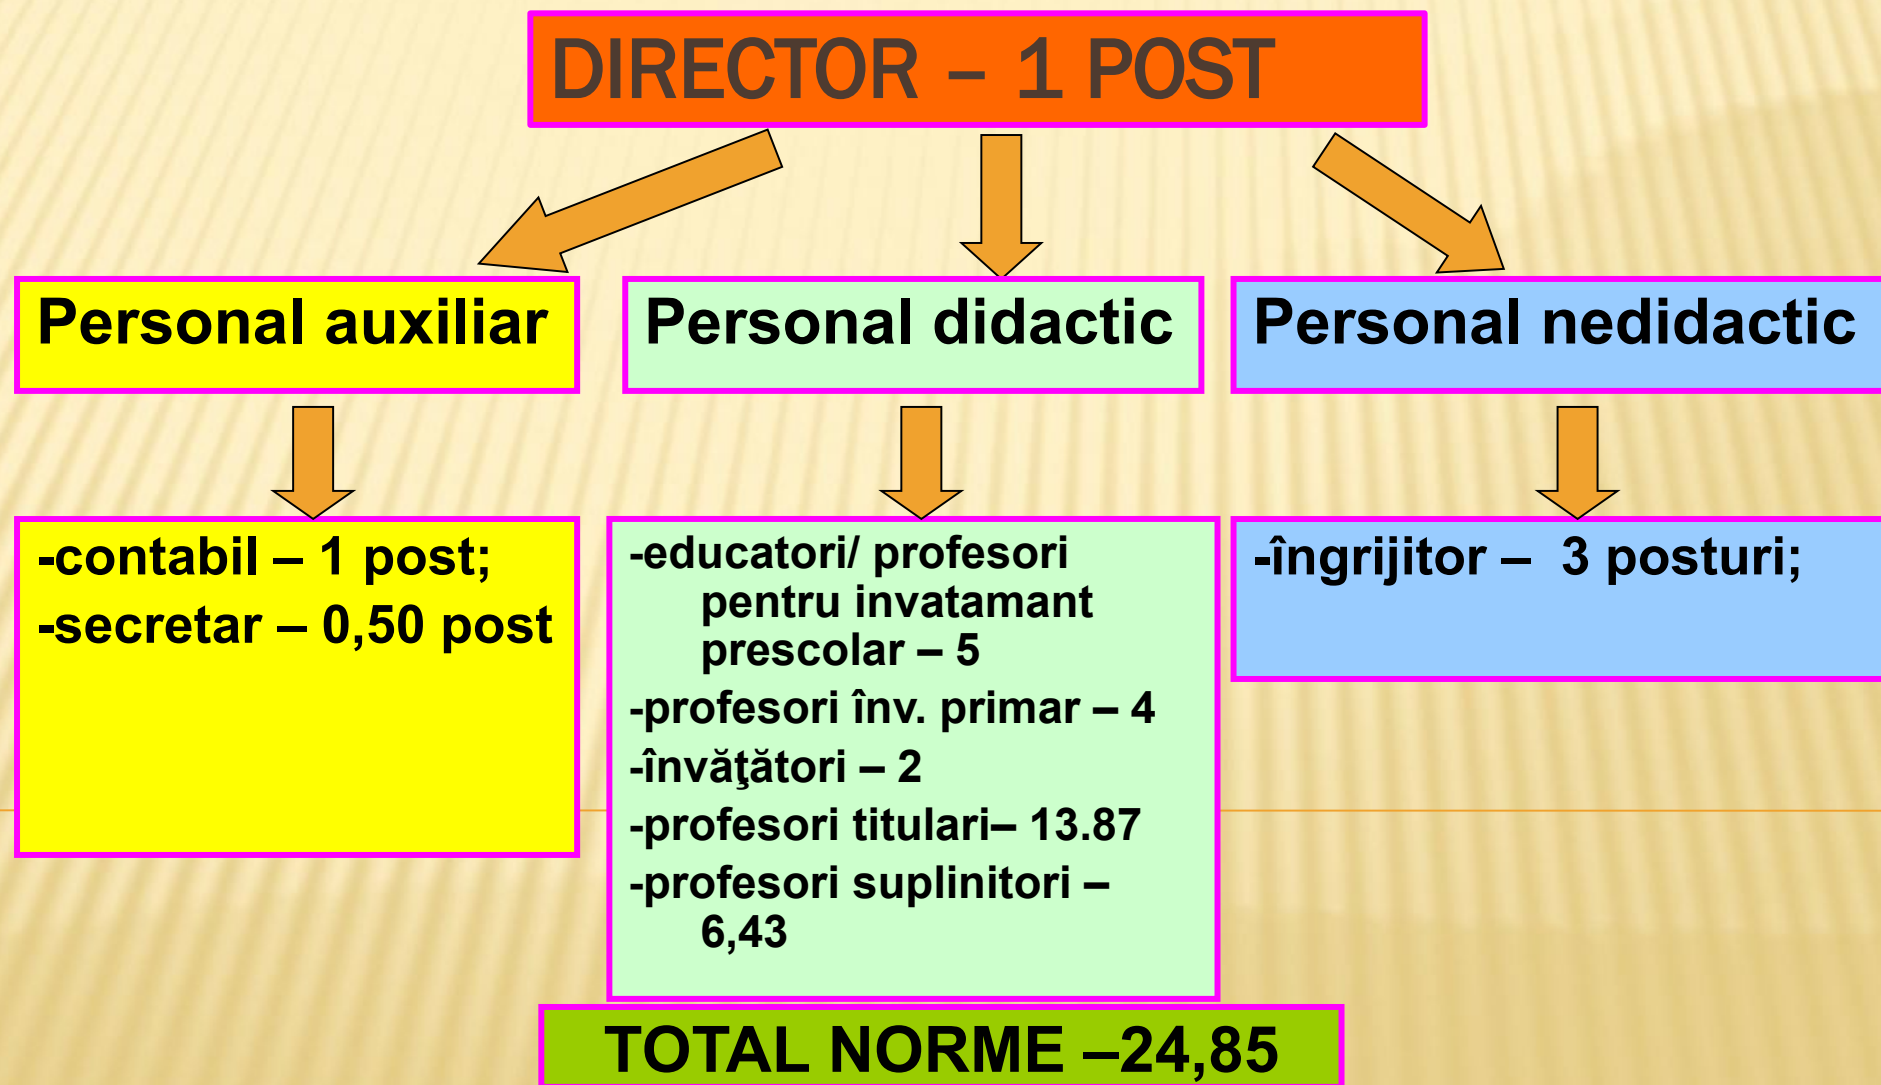 DIRECTOR – 1 POST
Personal auxiliar
Personal didactic
Personal nedidactic
-contabil – 1 post;
-secretar – 0,50 post
-educatori/ profesori
pentru invatamant
prescolar – 5
-profesori înv. primar – 4
-învăţători – 2
-profesori titulari– 13.87
-profesori suplinitori –
6,43
-îngrijitor –  3 posturi;
TOTAL NORME –24,85